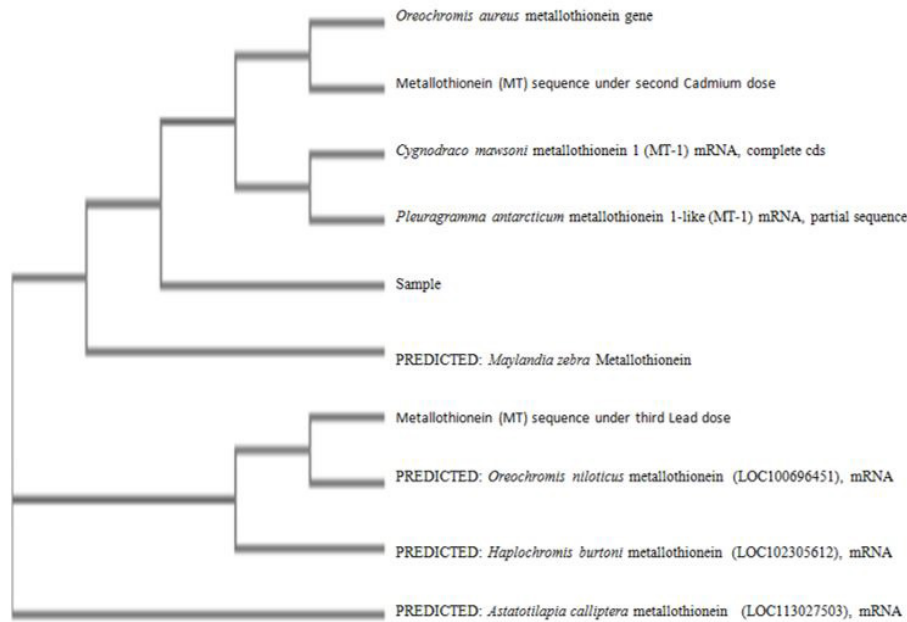 Oreochromis aureus metallothionein gene
Metallothionein (MT) sequence under second Cadmium dose
Cygnodraco mawsoni metallothionein 1 (MT-1) mRNA, complete cds
Pleuragramma antarcticum metallothionein 1-like (MT-1) mRNA, partial sequence
Sample
PREDICTED: Maylandia zebra Metallothionein
Metallothionein (MT) sequence under third Lead dose
PREDICTED: Oreochromis niloticus metallothionein (LOC100696451), mRNA
PREDICTED: Haplochromis burtoni metallothionein (LOC102305612), mRNA
PREDICTED: Astatotilapia calliptera metallothionein (LOC113027503), mRNA